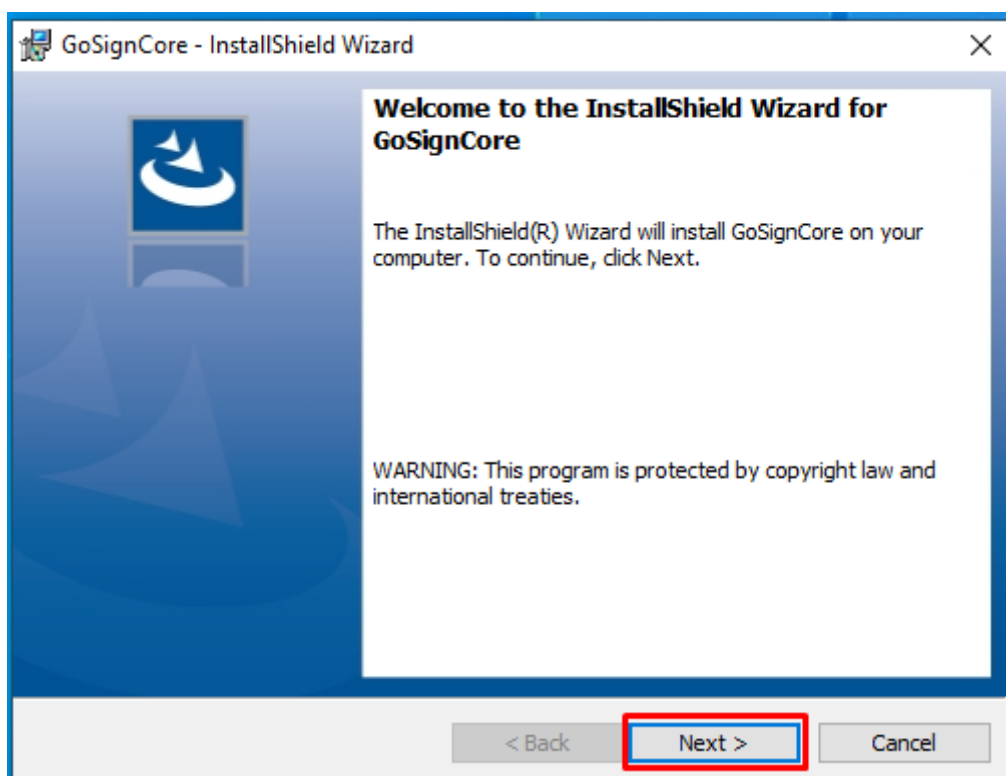 GoSignCore - InstallShield Wizard
Welcome to the InstallShield Wizard for
GoSignCore
The InstallShield(R) Wizard will install GoSignCore on your
computer. To continue, click Next.
WARNING: This program is protected by copyright law and
international treaties.
< Back
Next >
Cancel